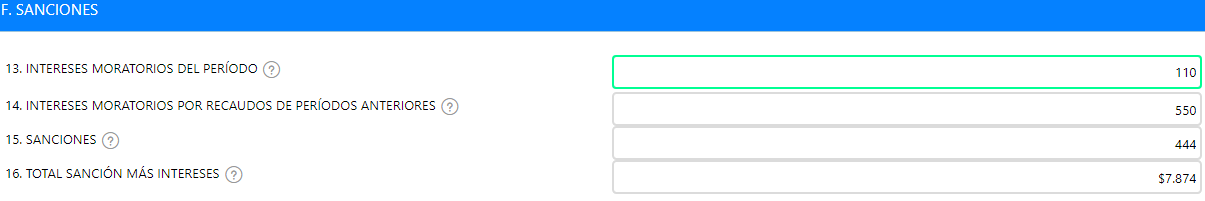 F. SANCIONES
13. INTERESES MORATORIOS DEL PERÍODO ? 110
14. INTERESES MORATORIOS POR RECAUDOS DE PERÍODOS ANTERIORES ? 550
15. SANCIONES ? 444
16. TOTAL SANCIÓN MÁS INTERESES ? $7.874